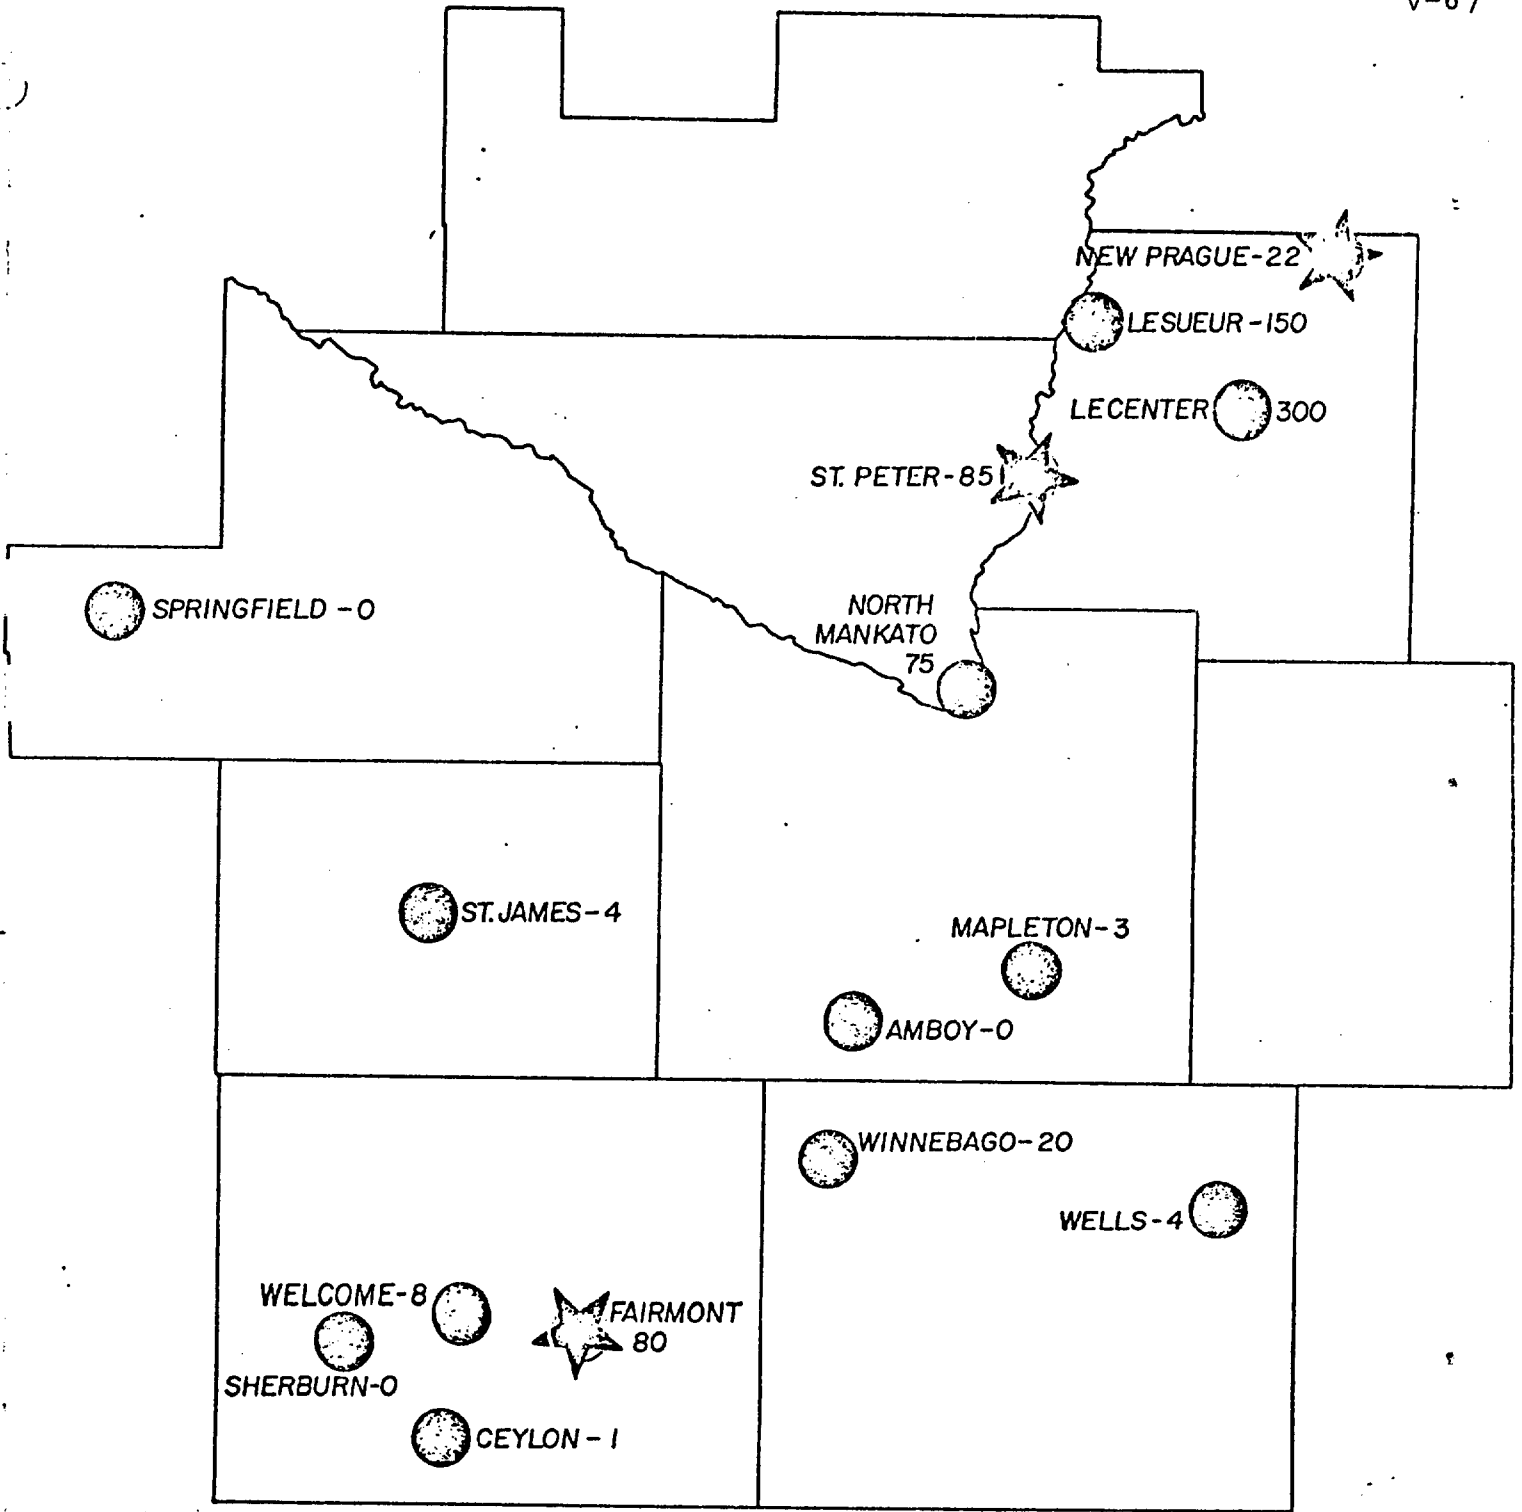 V-67
NEW PRAGUE-22
LESUEUR-150
LECENTER 300
ST. PETER-85
SPRINGFIELD-0
NORTH
MANKATO
75
ST. JAMES-4
MAPLETON-3
AMBOY-0
WINNEBAGO-20
WELLS-4
WELCOME-8
FAIRMONT
80
SHERBURN-0
CEYLON-1